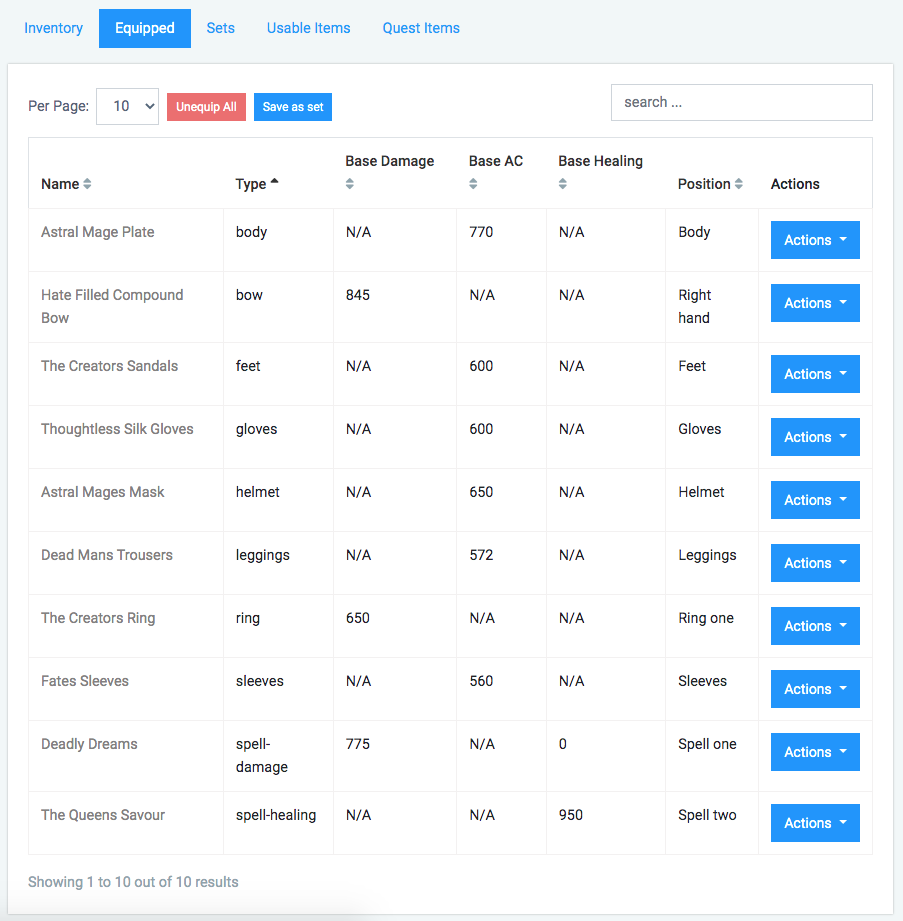 Inventory Equipped Sets Usable Items Quest Items
Per Page: 10 Unequip All Save as set search ...
Name Type Base Damage Base AC Base Healing Position Actions
Astral Mage Plate body N/A 770 N/A Body Actions
Hate Filled Compound bow 845 N/A N/A Right Actions
Bow hand
The Creators Sandals feet N/A 600 N/A Feet Actions
Thoughtless Silk Gloves gloves N/A 600 N/A Gloves Actions
Astral Mages Mask helmet N/A 650 N/A Helmet Actions
Dead Mans Trousers leggings N/A 572 N/A Leggings Actions
The Creators Ring ring 650 N/A N/A Ring one Actions
Fates Sleeves sleeves N/A 560 N/A Sleeves Actions
Deadly Dreams spell- 775 N/A 0 Spell one Actions
damage
The Queens Savour spell-healing N/A N/A 950 Spell two Actions
Showing 1 to 10 out of 10 results